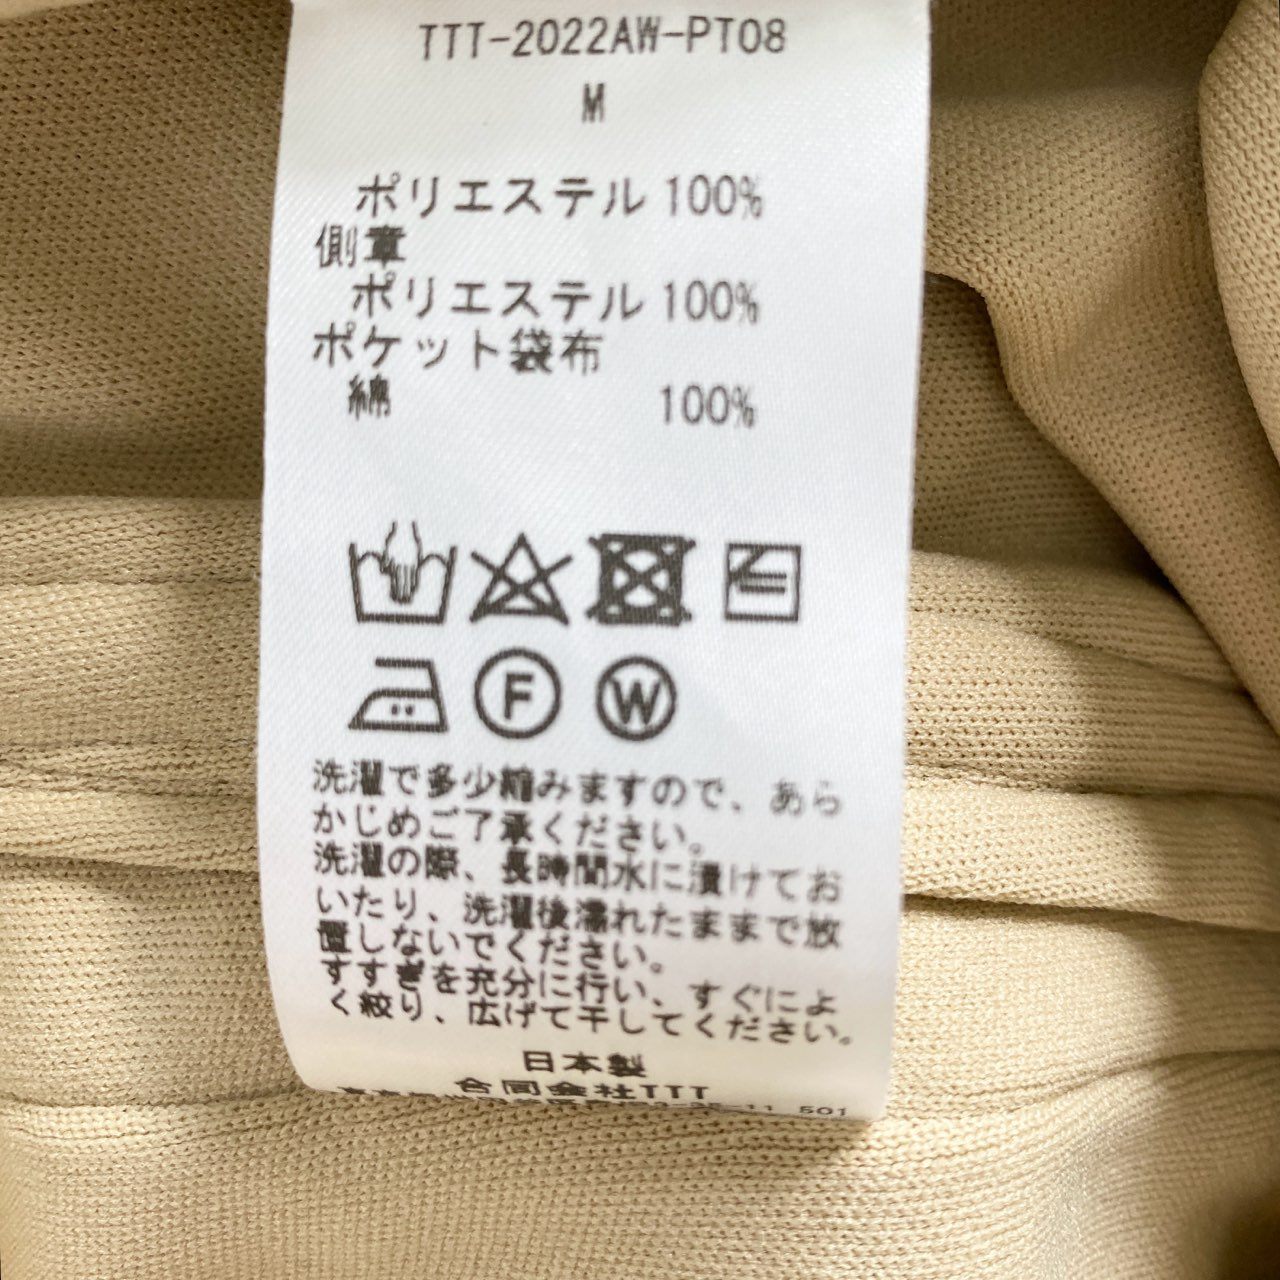 TTT-2022AW-PT08
M
ポリエステル 100%
側章
ポリエステル 100%
ポケット袋布
綿 100%
F W
洗濯で多少縮みますので、あら
かじめご了承ください。
洗濯の際、長時間水に漬けてお
いたり、洗濯後濡れたままで放
置しないでください。
すすぎを充分に行い、すぐによ
く絞り、広げて干してください。
日本製
合同会社TTT
11 501